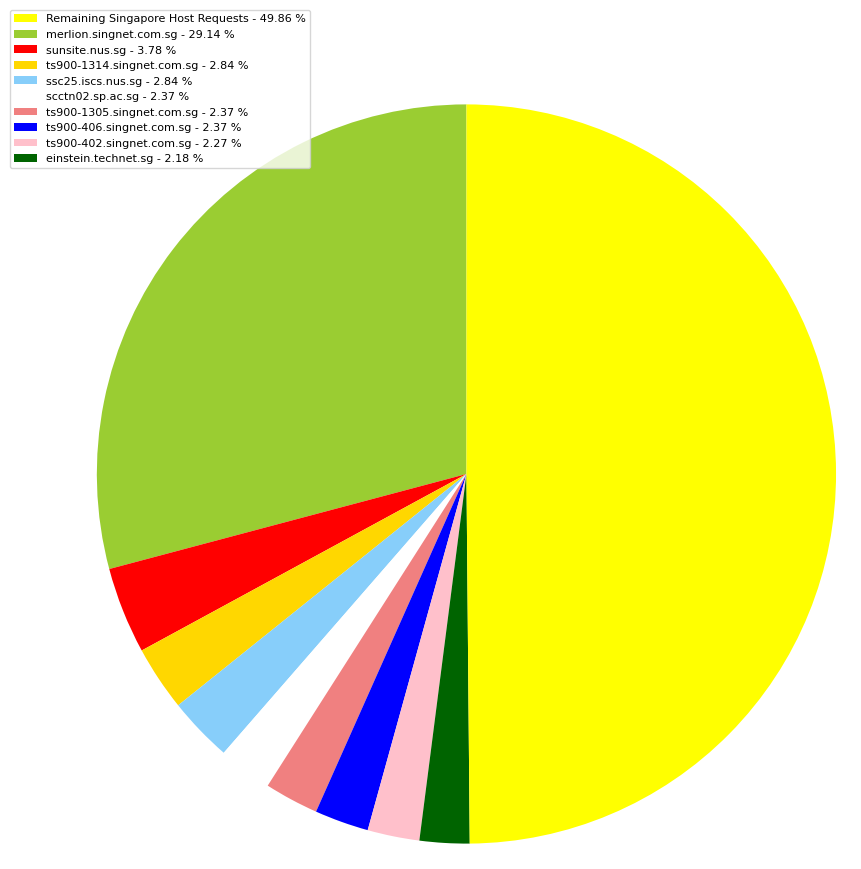 Remaining Singapore Host Requests - 49.86 %
merlion.singnet.com.sg - 29.14 %
sunsite.nus.sg - 3.78 %
ts900-1314.singnet.com.sg - 2.84 %
ssc25.iscs.nus.sg - 2.84 %
scctn02.sp.ac.sg - 2.37 %
ts900-1305.singnet.com.sg - 2.37 %
ts900-406.singnet.com.sg - 2.37 %
ts900-402.singnet.com.sg - 2.27 %
einstein.technet.sg - 2.18 %